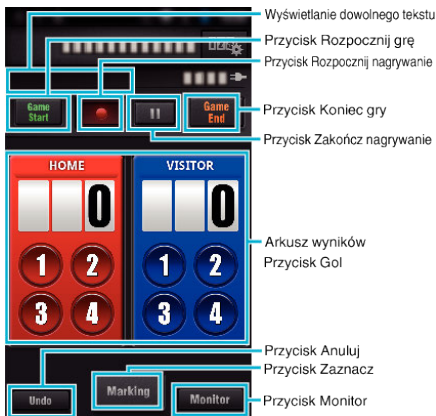 Wyświetlanie dowolnego tekstu
Przycisk Rozpocznij grę
Przycisk Rozpocznij nagrywanie
Game Start
Game End
Przycisk Koniec gry
Przycisk Zakończ nagrywanie
HOME
VISITOR
0
0
1 2
1 2
Arkusz wyników
Przycisk Gol
3 4
3 4
Przycisk Anuluj
Przycisk Zaznacz
Undo
Marking
Monitor
Przycisk Monitor